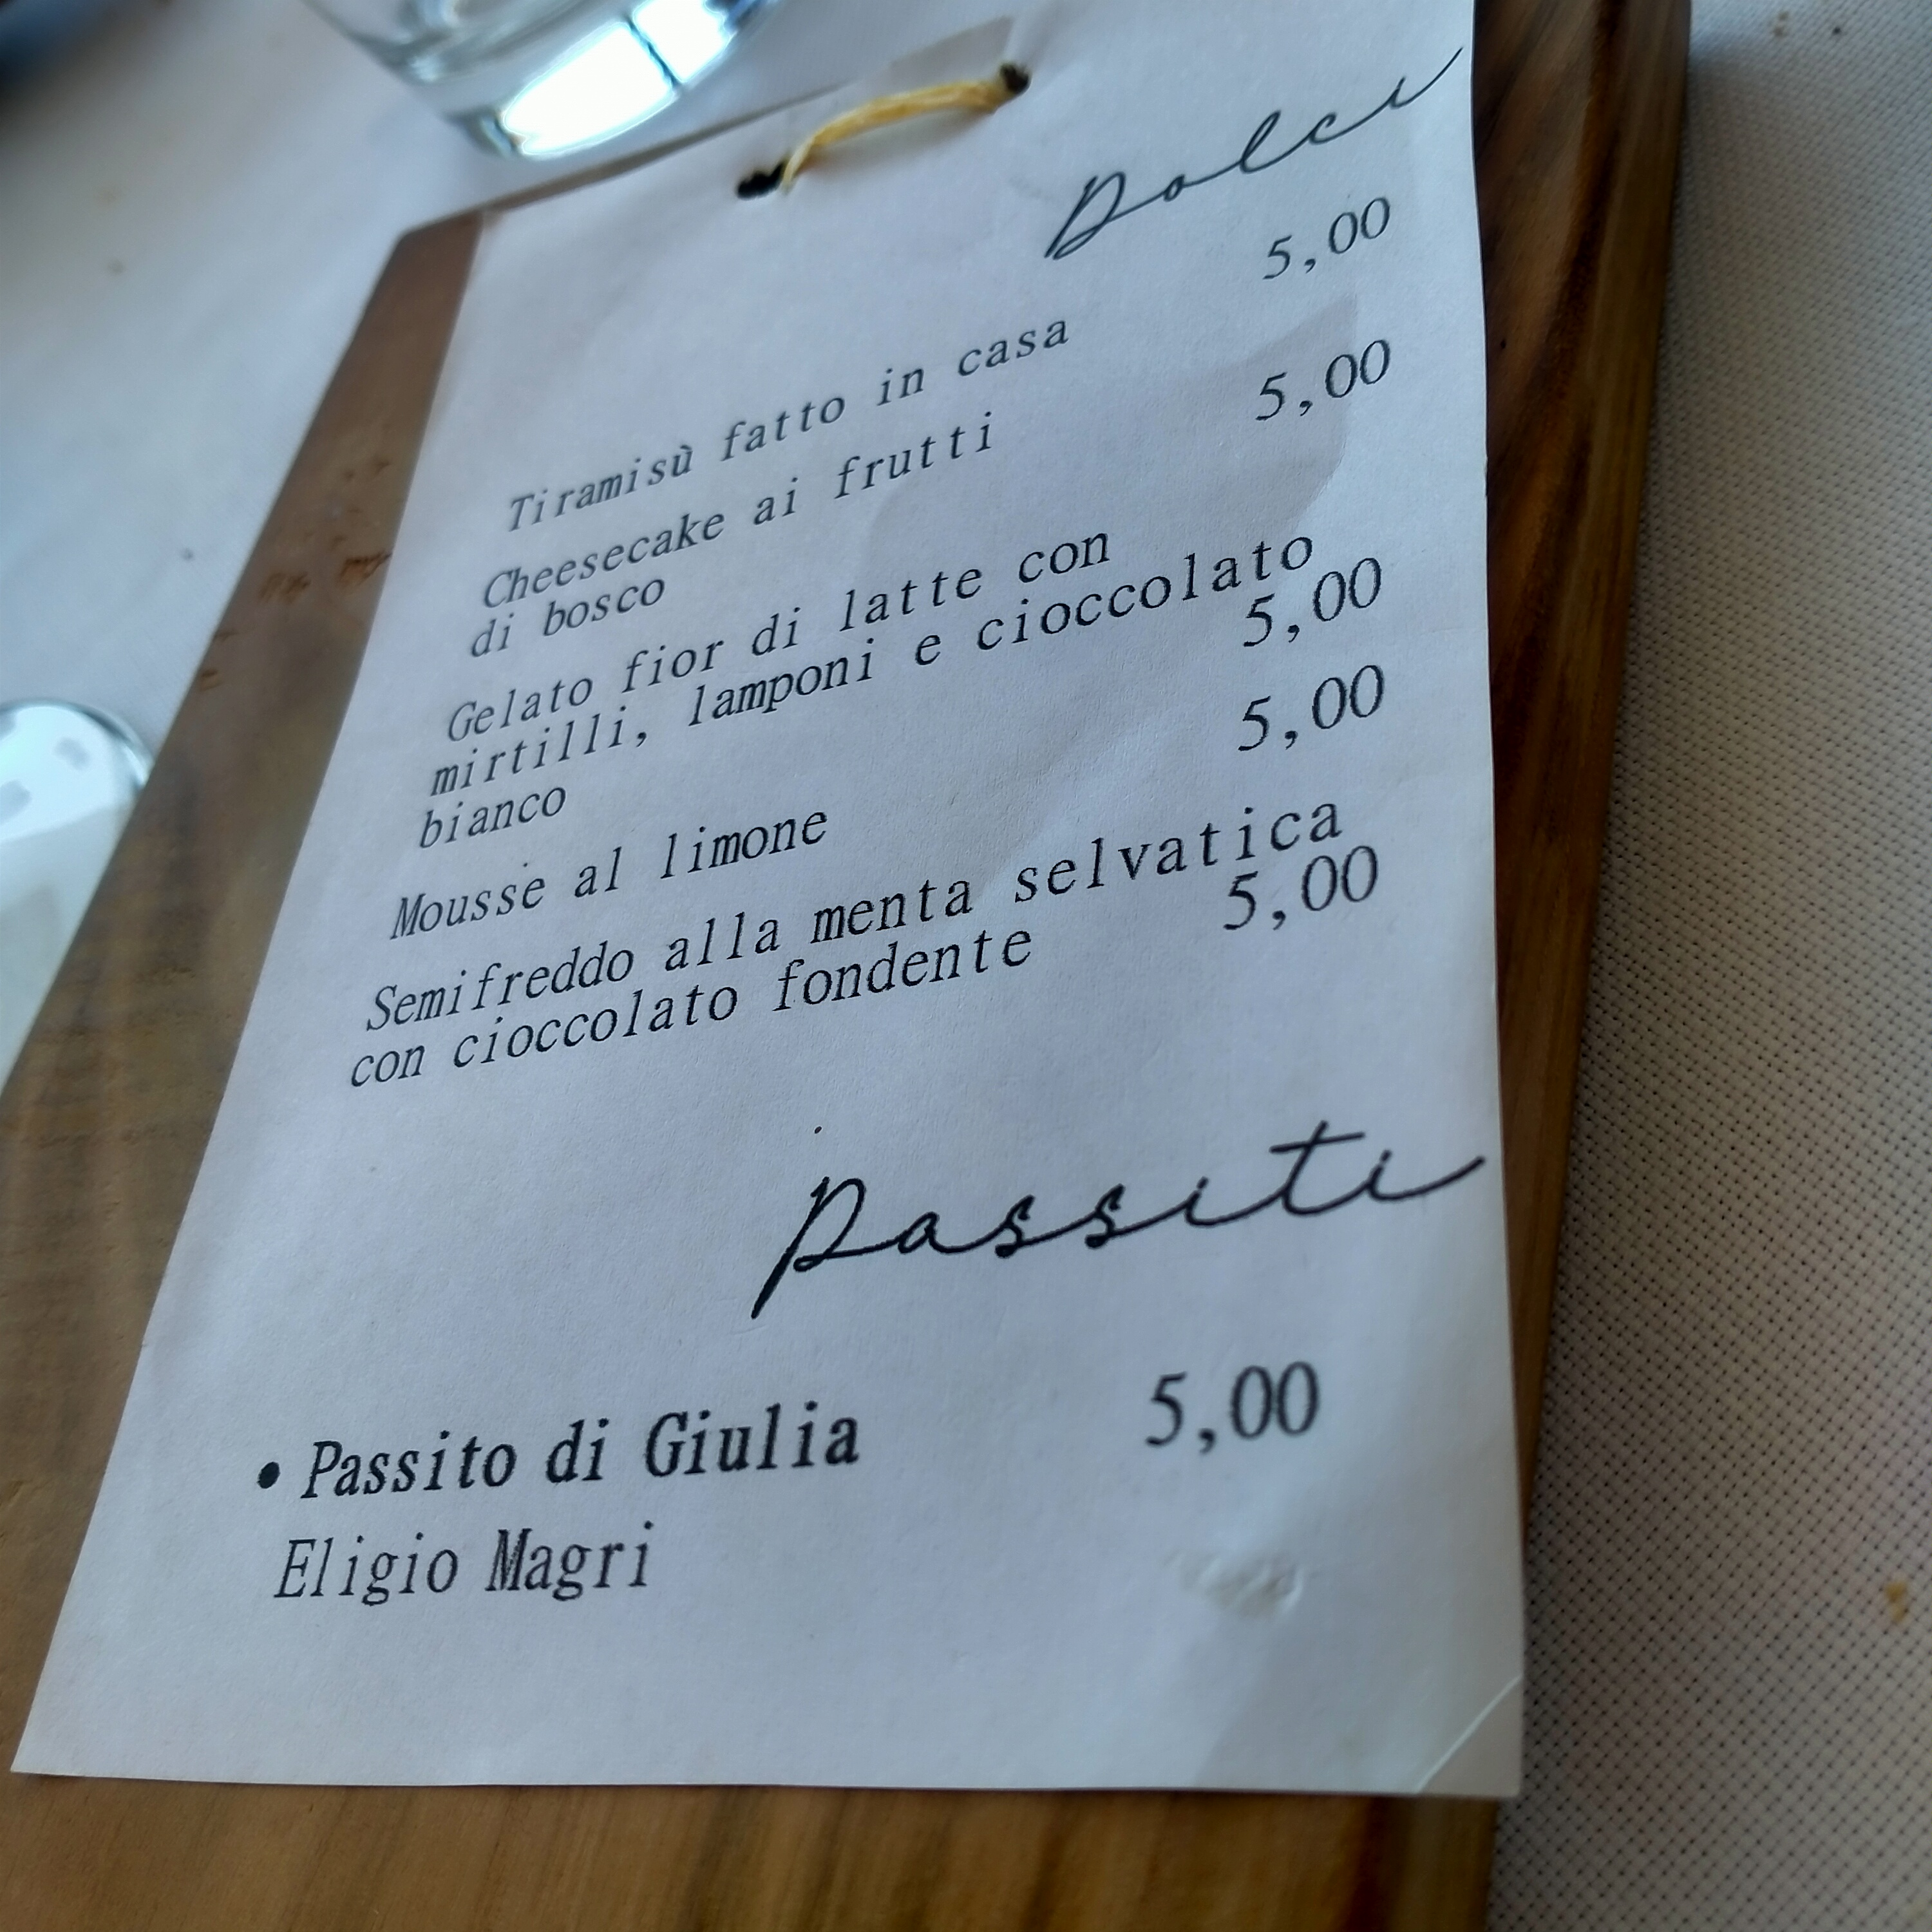 Dolci
Tiramisù fatto in casa 5,00
Cheesecake ai frutti 5,00
di bosco
Gelato fior di latte con
mirtilli, lamponi e cioccolato
bianco 5,00
Mousse al limone 5,00
Semifreddo alla menta selvatica
con cioccolato fondente 5,00
Passiti
• Passito di Giulia 5,00
Eligio Magri